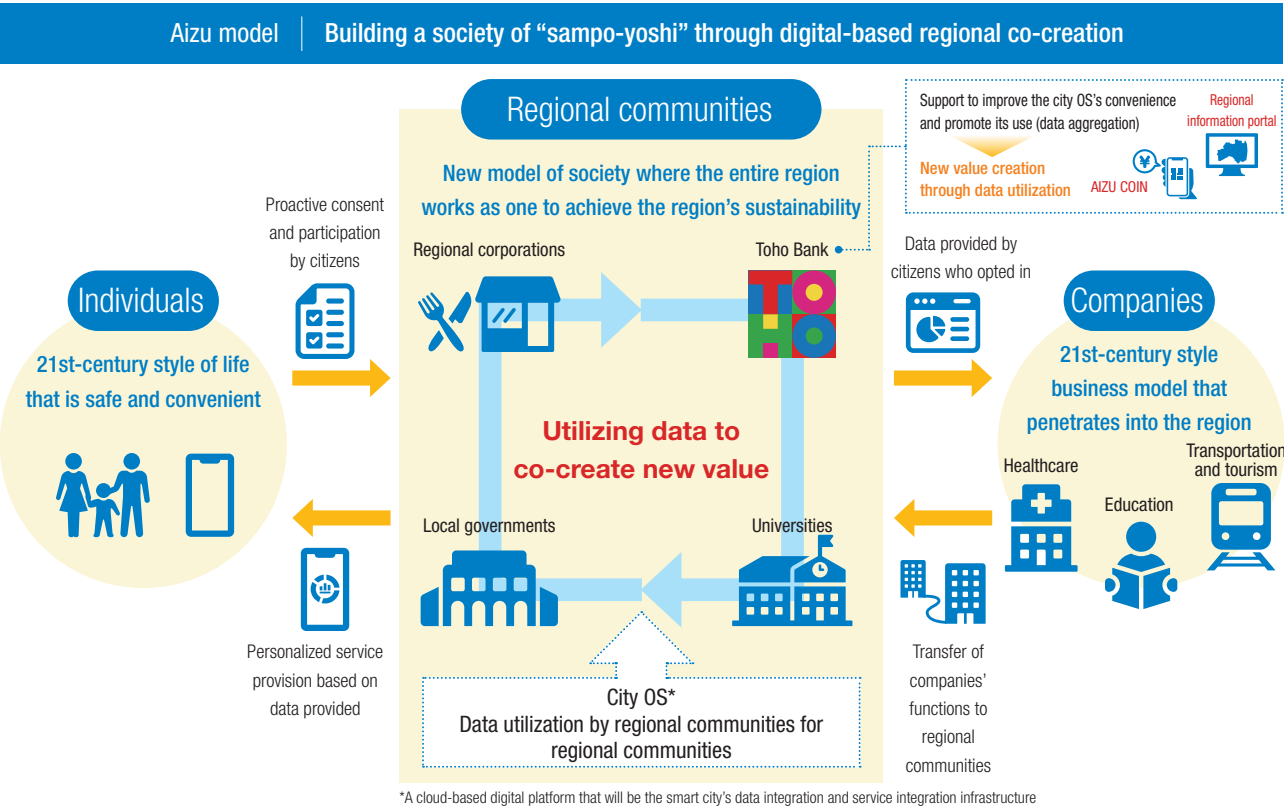 Aizu model
Building a society of “sampo-yoshi” through digital-based regional co-creation
Regional communities
New model of society where the entire region
works as one to achieve the region’s sustainability
Support to improve the city OS’s convenience
and promote its use (data aggregation)
New value creation
through data utilization
Regional
information portal
¥
AIZU COIN
Individuals
21st-century style of life
that is safe and convenient
Proactive consent
and participation
by citizens
Personalized service
provision based on
data provided
Regional corporations
Toho Bank
TOHO
Utilizing data to
co-create new value
Local governments
Universities
City OS*
Data utilization by regional communities for
regional communities
Data provided by
citizens who opted in
Transfer of
companies’
functions to
regional
communities
Companies
21st-century style
business model that
penetrates into the region
Healthcare
Education
Transportation
and tourism
*A cloud-based digital platform that will be the smart city’s data integration and service integration infrastructure